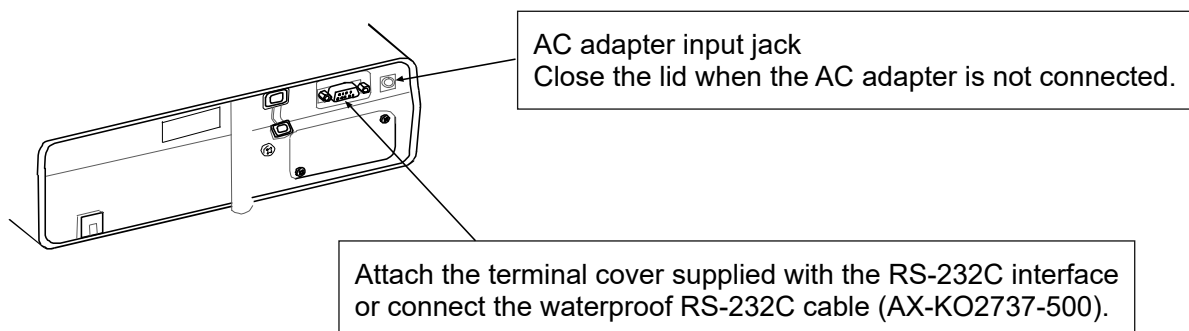 AC adapter input jack
Close the lid when the AC adapter is not connected.
Attach the terminal cover supplied with the RS-232C interface
or connect the waterproof RS-232C cable (AX-KO2737-500).